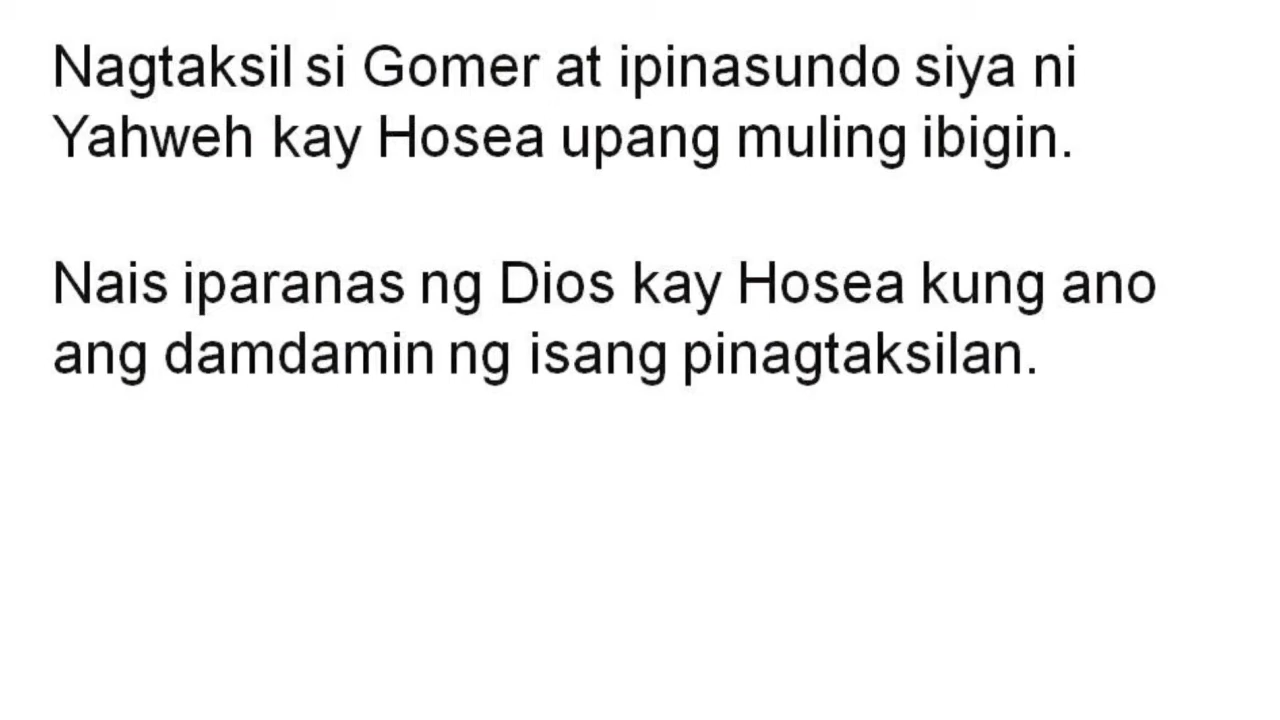 Nagtaksil si Gomer at ipinasundo siya ni
Yahweh kay Hosea upang muling ibigin.
Nais iparanas ng Dios kay Hosea kung ano
ang damdamin ng isang pinagtaksilan.